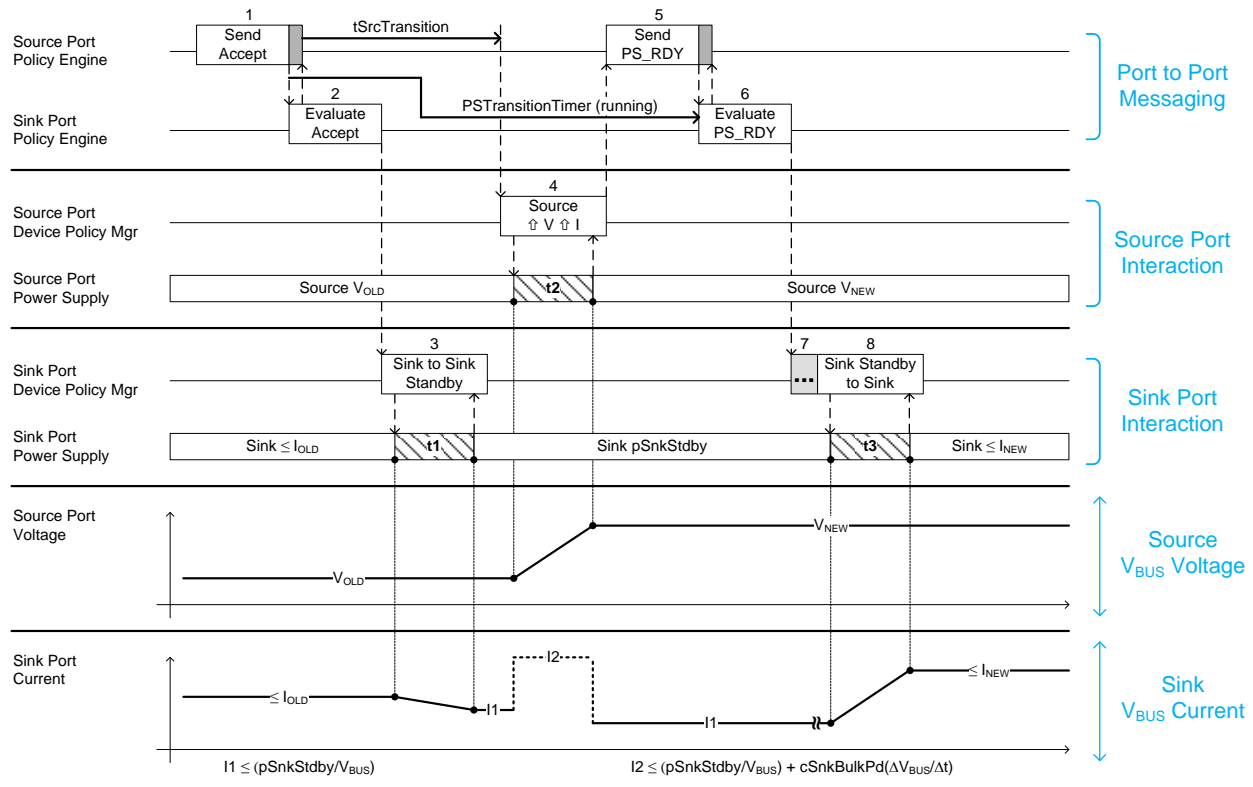 1
5
tSrcTransition
Source Port
Policy Engine
Send
Accept
Send
PS_RDY
Port to Port
Messaging
2
PSTransitionTimer (running)
6
Sink Port
Policy Engine
Evaluate
Accept
Evaluate
PS_RDY
4
Source Port
Device Policy Mgr
Source
⇧ V ⇧ I
Source Port
Interaction
Source Port
Power Supply
Source VOLD
t2
Source VNEW
3
7
8
Sink Port
Device Policy Mgr
Sink to Sink
Standby
...
Sink Standby
to Sink
Sink Port
Interaction
Sink Port
Power Supply
Sink ≤ IOLD
t1
Sink pSnkStdby
t3
Sink ≤ INEW
Source Port
Voltage
VOLD
VNEW
Source
VBUS Voltage
Sink Port
Current
≤ IOLD
I1
I2
I1
≤ INEW
Sink
VBUS Current
I1 ≤ (pSnkStdby/VBUS)
I2 ≤ (pSnkStdby/VBUS) + cSnkBulkPd(ΔVBUS/Δt)